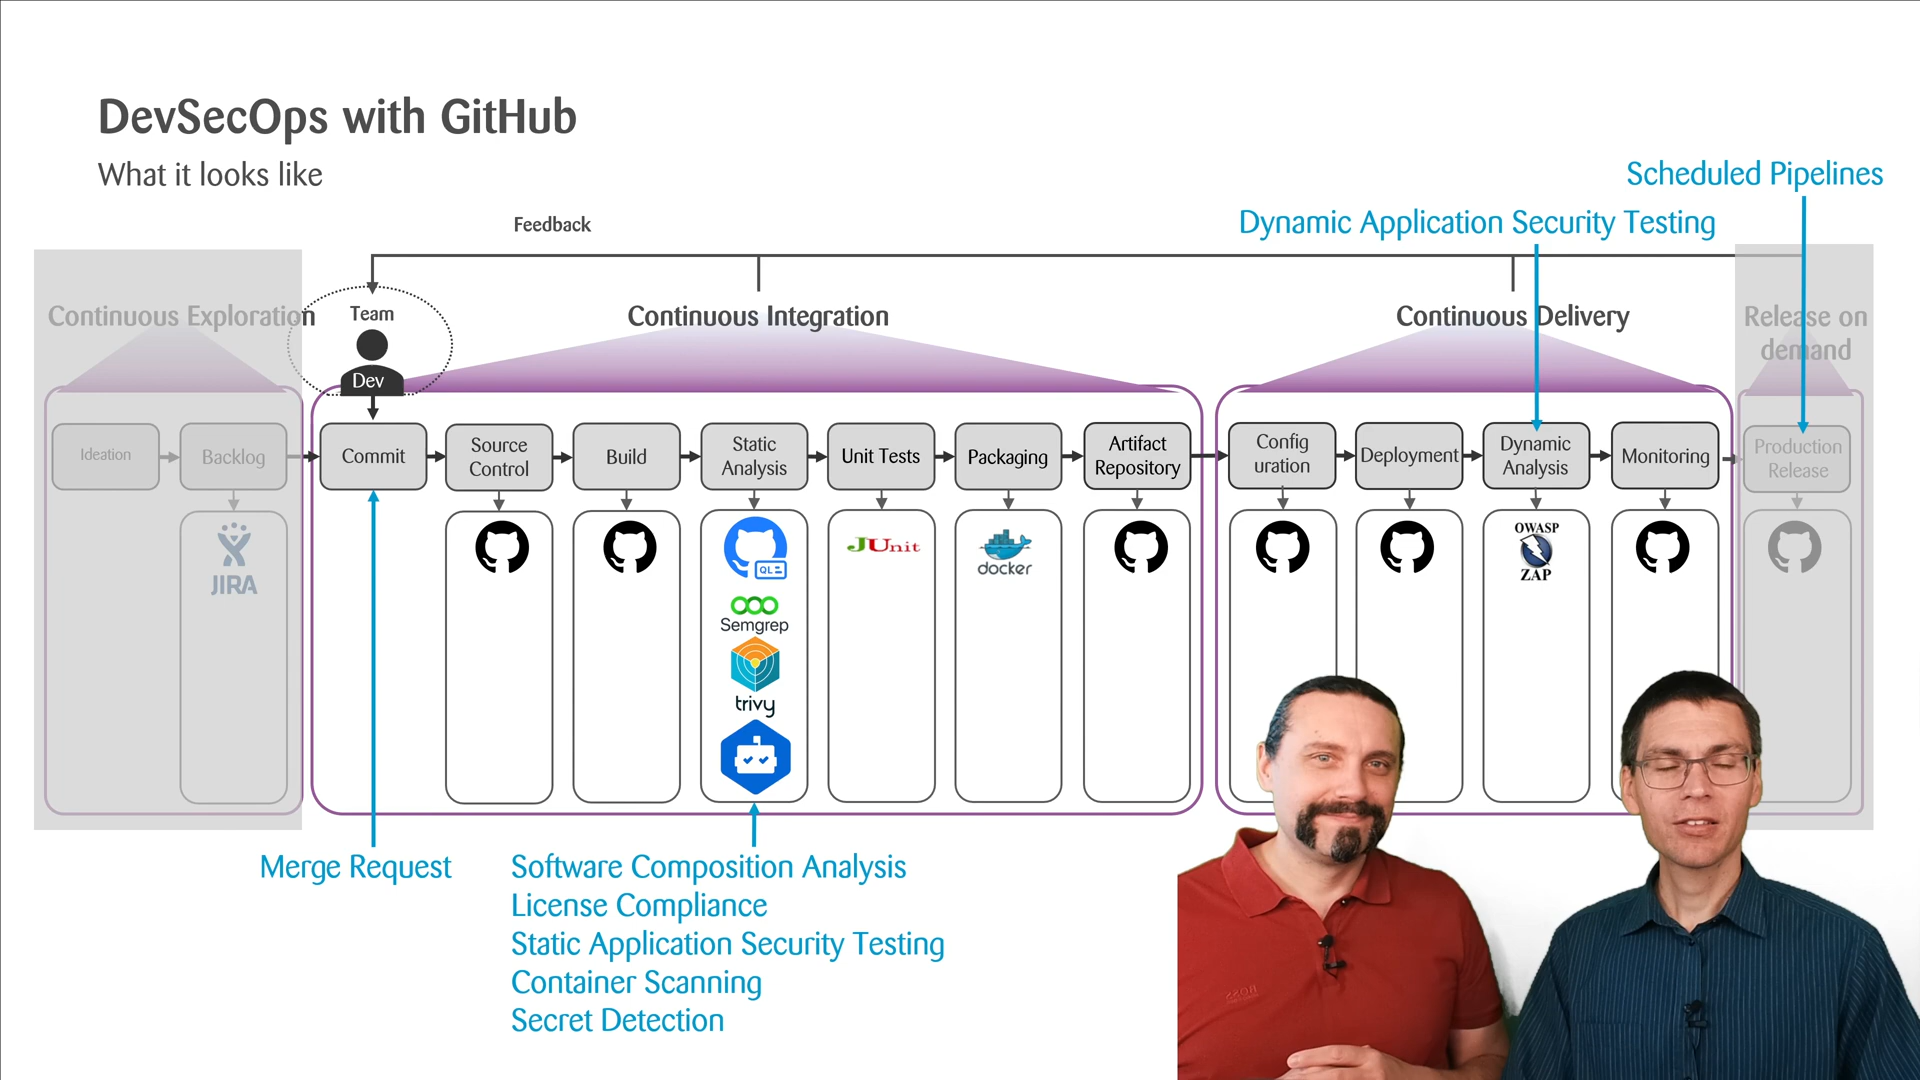 DevSecOps with GitHub
What it looks like
Scheduled Pipelines
Dynamic Application Security Testing
Feedback
Continuous Exploration
Team
Dev
Continuous Integration
Continuous Delivery
Release on
demand
Ideation
Backlog
Commit
Source
Control
Build
Static
Analysis
Unit Tests
Packaging
Artifact
Repository
Config
uration
Deployment
Dynamic
Analysis
Monitoring
Production
Release
JIRA
QL
Semgrep
trivy
JUnit
docker
OWASP
ZAP
Merge Request
Software Composition Analysis
License Compliance
Static Application Security Testing
Container Scanning
Secret Detection